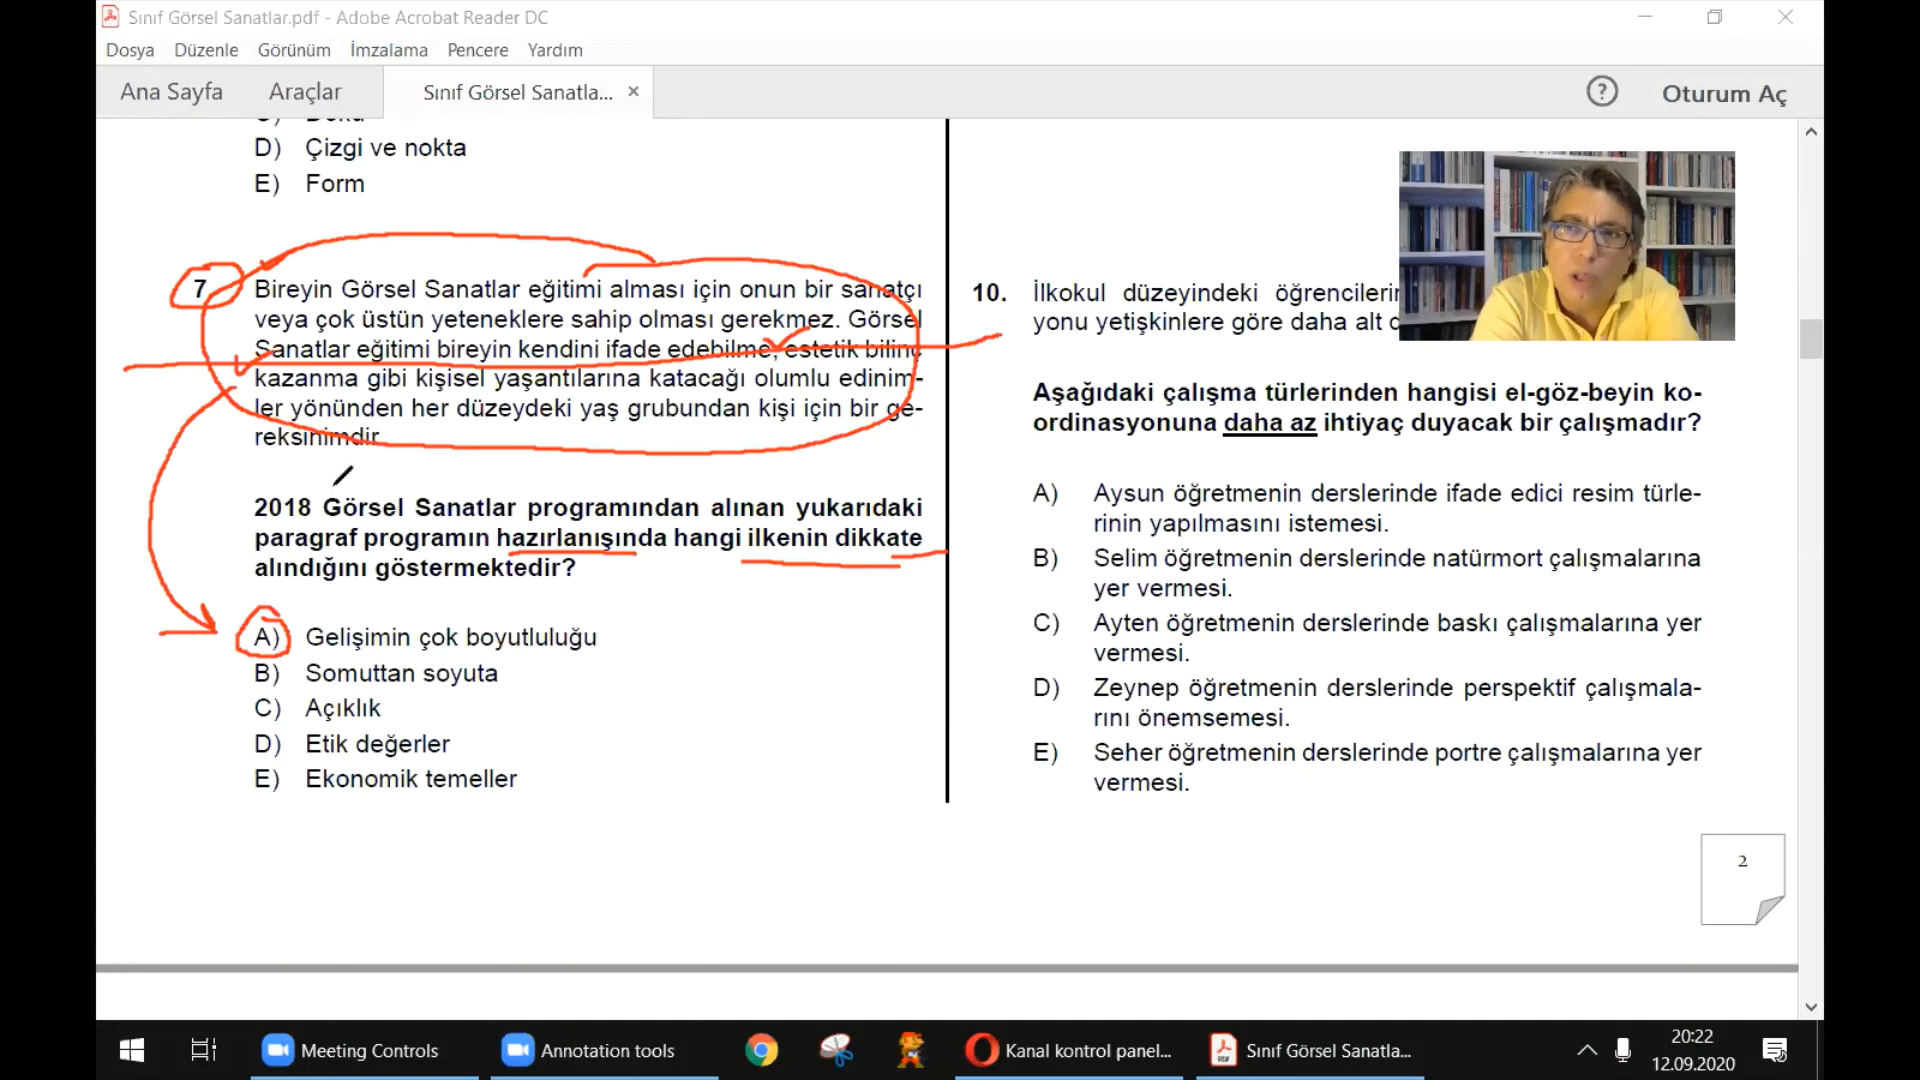 Sınıf Görsel Sanatlar.pdf - Adobe Acrobat Reader DC
Dosya Düzenle Görünüm İmzalama Pencere Yardım
Ana Sayfa Araçlar Sınıf Görsel Sanatla... × ? Oturum Aç
D) Çizgi ve nokta
E) Form
7 Bireyin Görsel Sanatlar eğitimi alması için onun bir sanatçı
veya çok üstün yeteneklere sahip olması gerekmez. Görsel
Sanatlar eğitimi bireyin kendini ifade edebilme, estetik bilinç
kazanma gibi kişisel yaşantılarına katacağı olumlu edinim-
ler yönünden her düzeydeki yaş grubundan kişi için bir ge-
reksinimdir.
2018 Görsel Sanatlar programından alınan yukarıdaki
paragraf programın hazırlanışında hangi ilkenin dikkate
alındığını göstermektedir?
A) Gelişimin çok boyutluluğu
B) Somuttan soyuta
C) Açıklık
D) Etik değerler
E) Ekonomik temeller
10. İlkokul düzeyindeki
yonu yetişkinlere göre daha alt
Aşağıdaki çalışma türlerinden hangisi el-göz-beyin ko-
ordinasyonuna daha az ihtiyaç duyacak bir çalışmadır?
A) Aysun öğretmenin derslerinde ifade edici resim türle-
rinin yapılmasını istemesi.
B) Selim öğretmenin derslerinde natürmort çalışmalarına
yer vermesi.
C) Ayten öğretmenin derslerinde baskı çalışmalarına yer
vermesi.
D) Zeynep öğretmenin derslerinde perspektif çalışmala-
rını önemsemesi.
E) Seher öğretmenin derslerinde portre çalışmalarına yer
vermesi.
2
Meeting Controls Annotation tools Kanal kontrol panel... Sınıf Görsel Sanatla...
20:22
12.09.2020